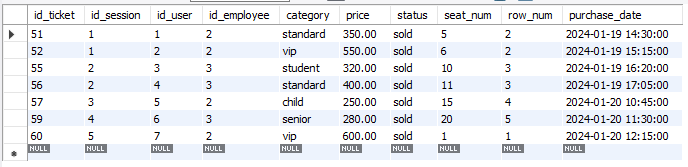 id_ticket id_session id_user id_employee category price status seat_num row_num purchase_date
51 1 1 2 standard 350.00 sold 5 2 2024-01-19 14:30:00
52 1 2 2 vip 550.00 sold 6 2 2024-01-19 15:15:00
55 2 3 3 student 320.00 sold 10 3 2024-01-19 16:20:00
56 2 4 3 standard 400.00 sold 11 3 2024-01-19 17:05:00
57 3 5 2 child 250.00 sold 15 4 2024-01-20 10:45:00
59 4 6 3 senior 280.00 sold 20 5 2024-01-20 11:30:00
60 5 7 2 vip 600.00 sold 1 1 2024-01-20 12:15:00
NULL NULL NULL NULL NULL NULL NULL NULL NULL NULL